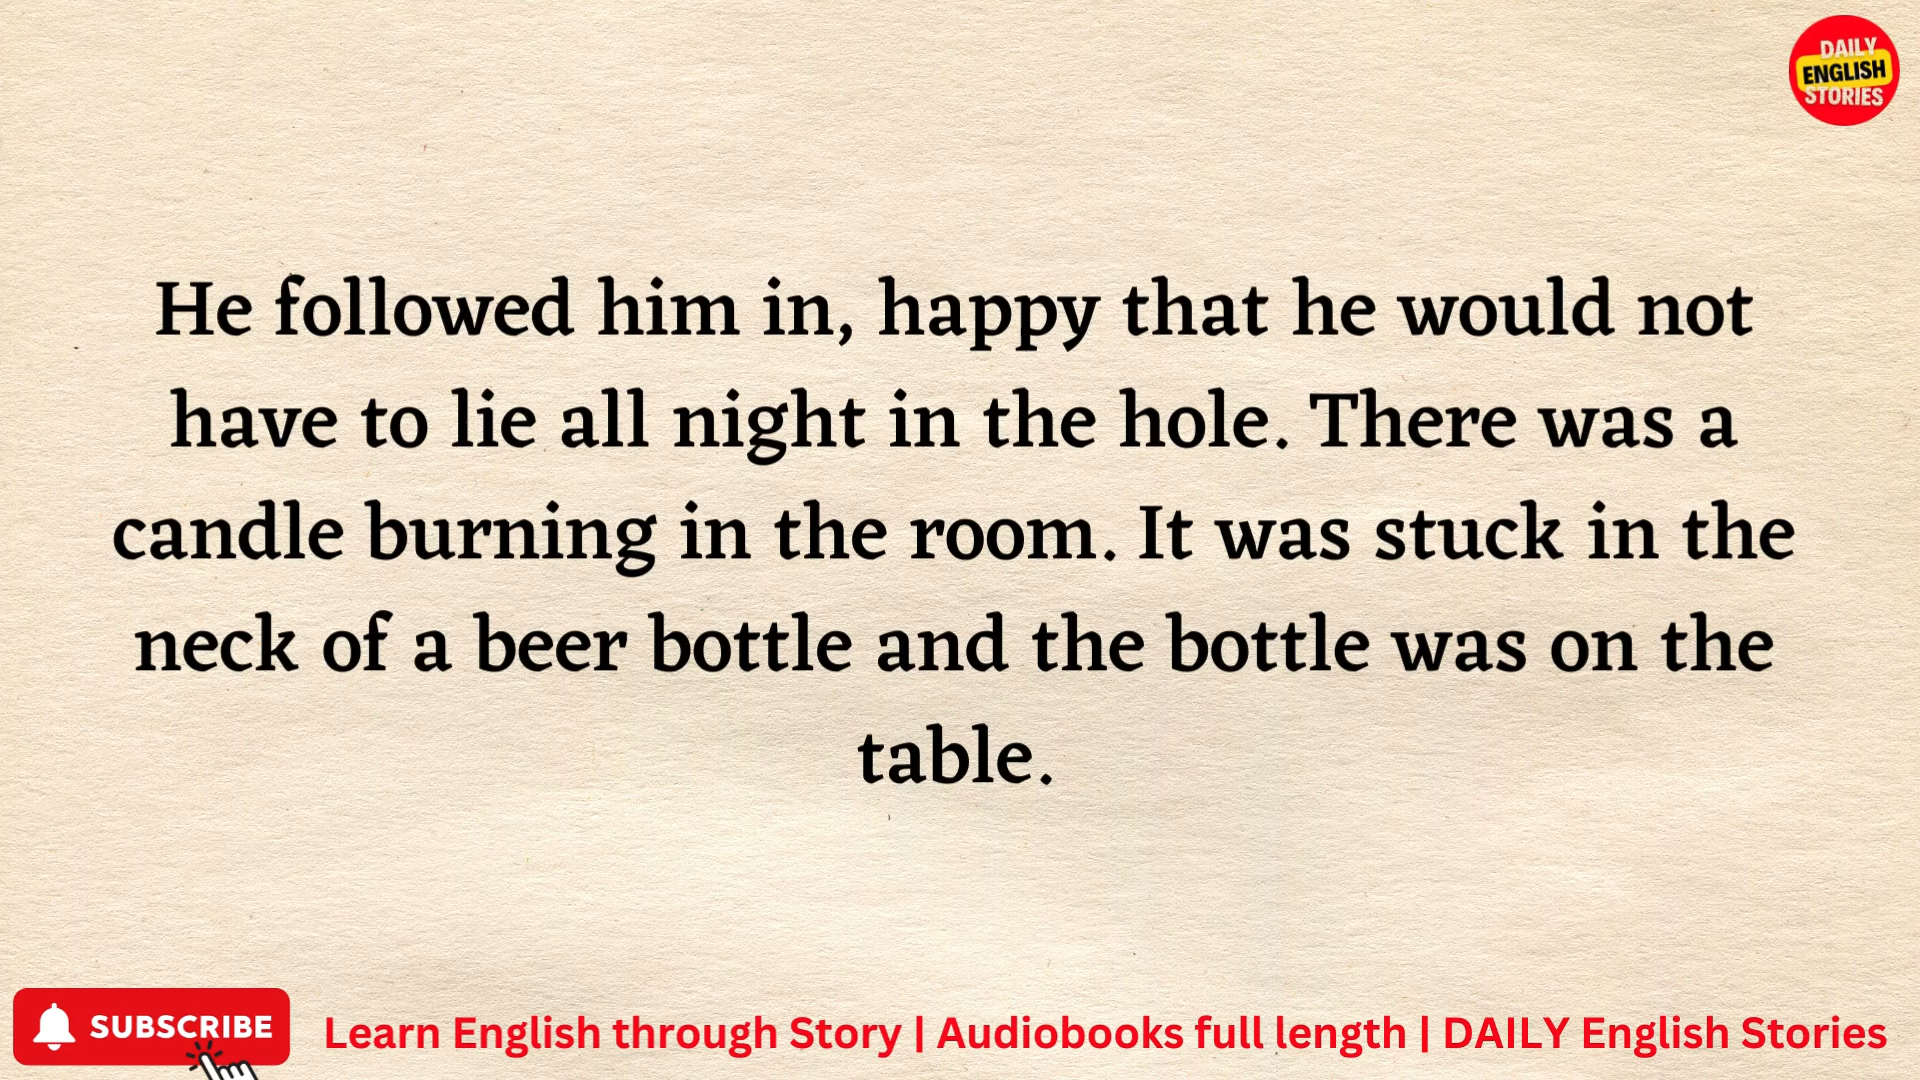 DAILY
ENGLISH
STORIES
He followed him in, happy that he would not
have to lie all night in the hole. There was a
candle burning in the room. It was stuck in the
neck of a beer bottle and the bottle was on the
table.
SUBSCRIBE
Learn English through Story | Audiobooks full length | DAILY English Stories